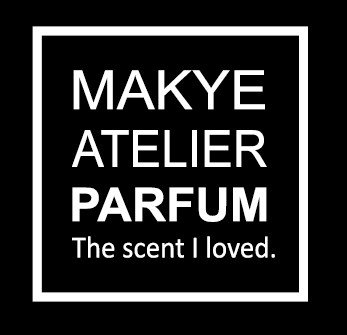 MAKYE
ATELIER
PARFUM
The scent I loved.